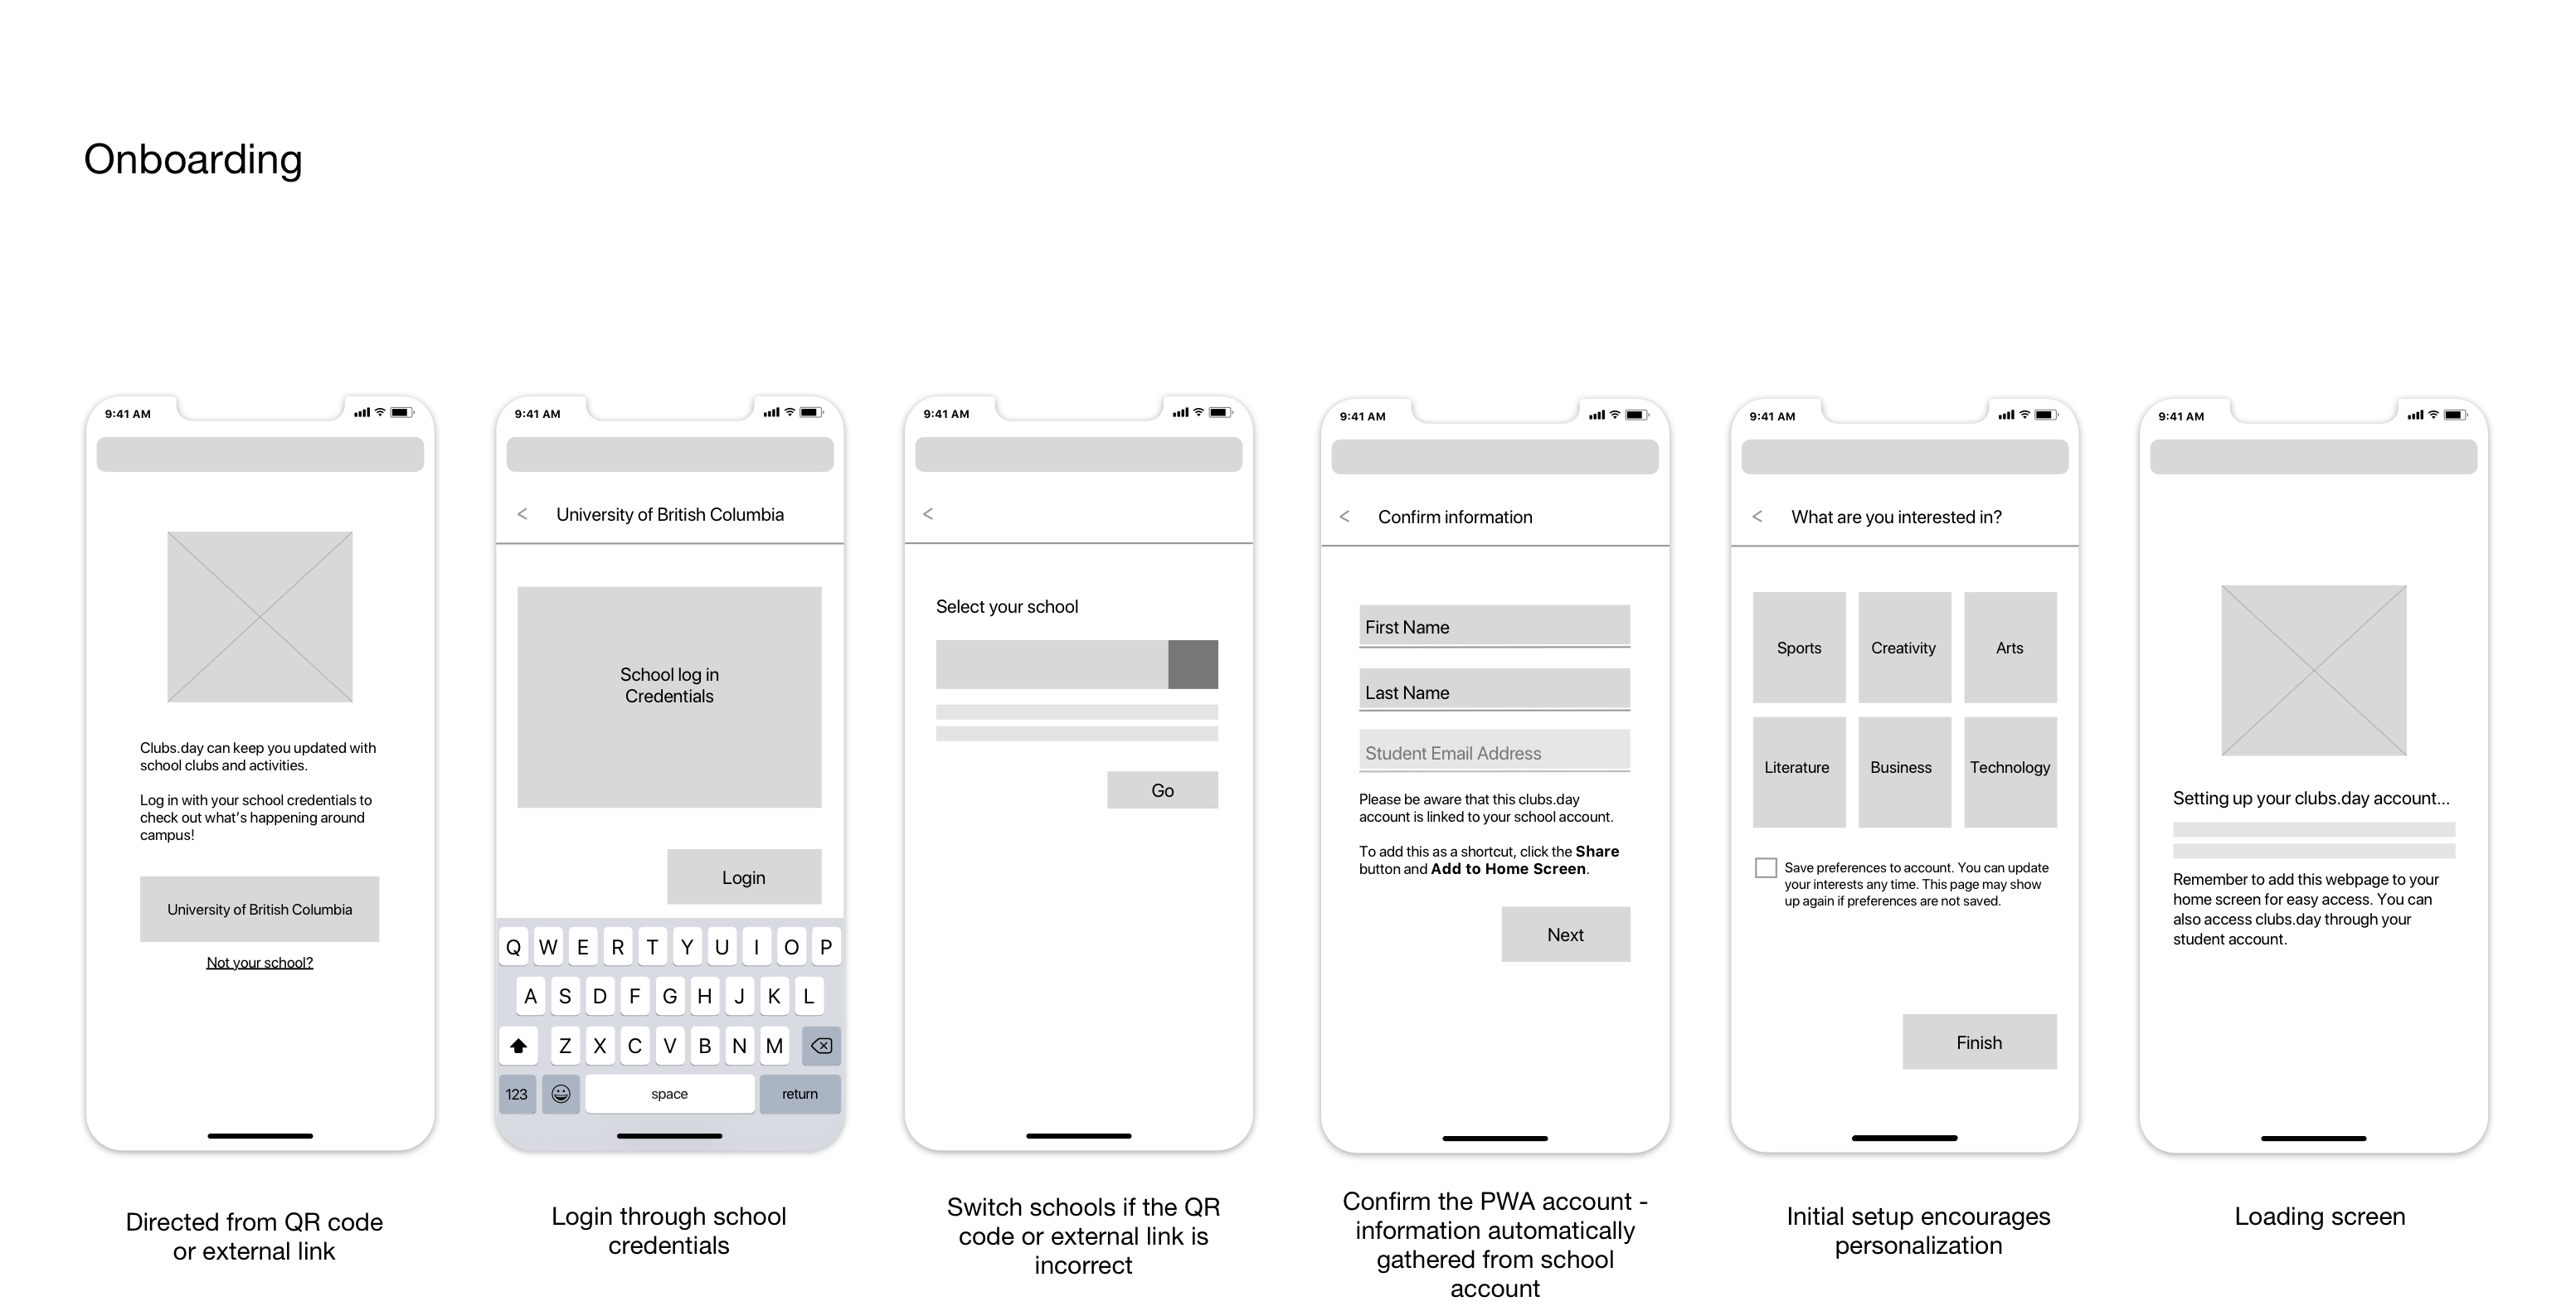 Onboarding
9:41 AM
Clubs.day can keep you updated with
school clubs and activities.
Log in with your school credentials to
check out what's happening around
campus!
University of British Columbia
Not your school?
Directed from QR code
or external link
9:41 AM
< University of British Columbia
School log in
Credentials
Login
Q W E R T Y U I O P
A S D F G H J K L
Z X C V B N M
123 space return
Login through school
credentials
9:41 AM
<
Select your school
Go
Switch schools if the QR
code or external link is
incorrect
9:41 AM
< Confirm information
First Name
Last Name
Student Email Address
Please be aware that this clubs.day
account is linked to your school account.
To add this as a shortcut, click the Share
button and Add to Home Screen.
Next
Confirm the PWA account -
information automatically
gathered from school
account
9:41 AM
< What are you interested in?
Sports Creativity Arts
Literature Business Technology
Save preferences to account. You can update
your interests any time. This page may show
up again if preferences are not saved.
Finish
Initial setup encourages
personalization
9:41 AM
Setting up your clubs.day account...
Remember to add this webpage to your
home screen for easy access. You can
also access clubs.day through your
student account.
Loading screen